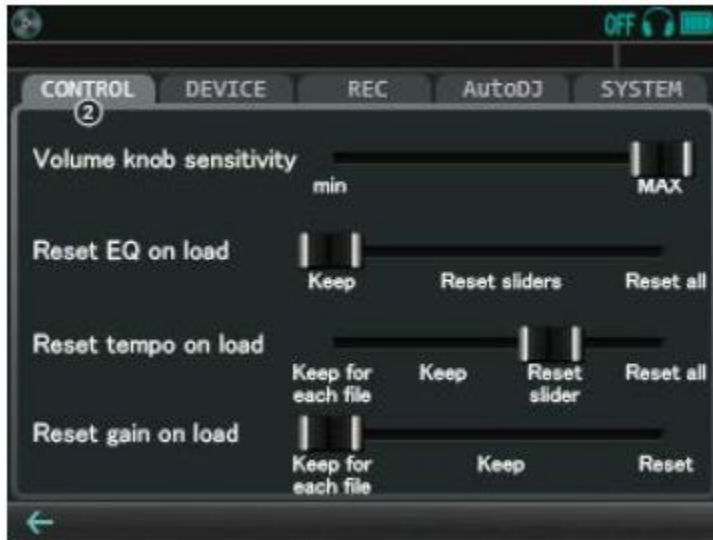 OFF
CONTROL DEVICE REC AutoDJ SYSTEM
2
Volume knob sensitivity
min MAX
Reset EQ on load
Keep Reset sliders Reset all
Reset tempo on load
Keep for each file Keep Reset slider Reset all
Reset gain on load
Keep for each file Keep Reset